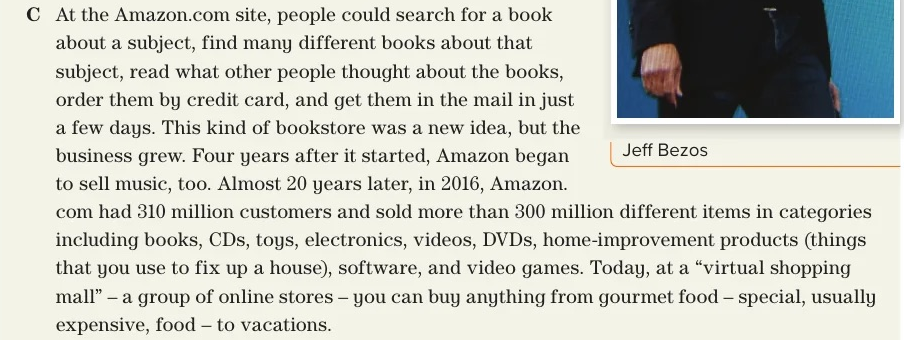 C At the Amazon.com site, people could search for a book
about a subject, find many different books about that
subject, read what other people thought about the books,
order them by credit card, and get them in the mail in just
a few days. This kind of bookstore was a new idea, but the
business grew. Four years after it started, Amazon began
to sell music, too. Almost 20 years later, in 2016, Amazon.
com had 310 million customers and sold more than 300 million different items in categories
including books, CDs, toys, electronics, videos, DVDs, home-improvement products (things
that you use to fix up a house), software, and video games. Today, at a “virtual shopping
mall” – a group of online stores – you can buy anything from gourmet food – special, usually
expensive, food – to vacations.
Jeff Bezos